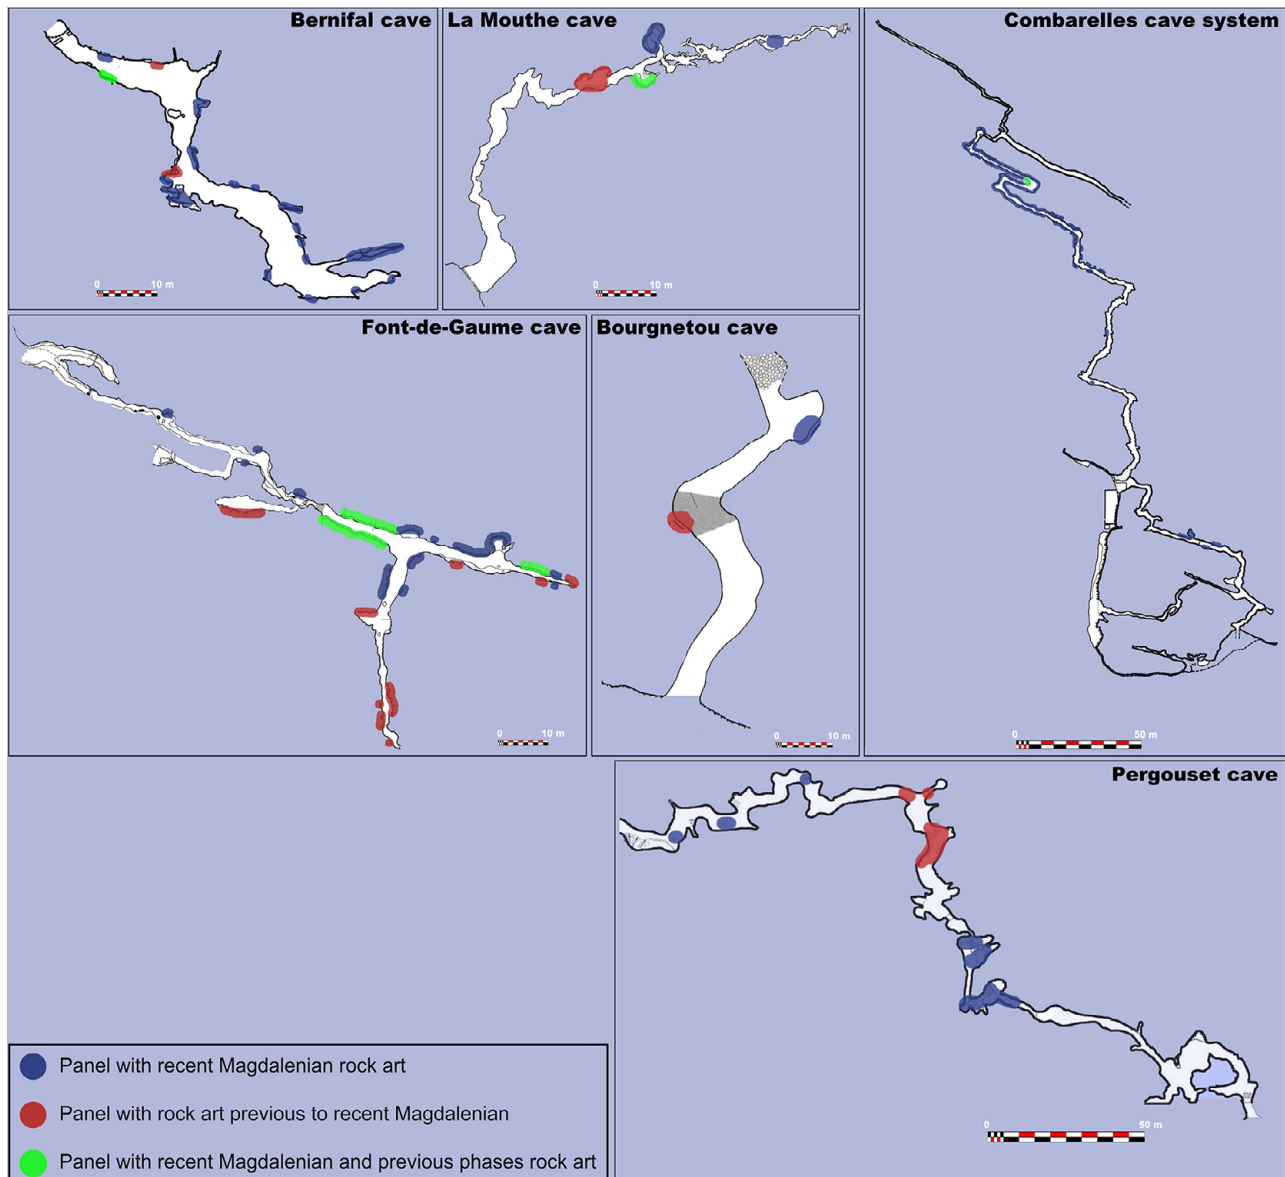 Bernifal cave
0 10 m
La Mouthe cave
0 10 m
Combarelles cave system
0 50 m
Font-de-Gaume cave
0 10 m
Bourgnetou cave
0 10 m
Pergouset cave
0 50 m
Panel with recent Magdalenian rock art
Panel with rock art previous to recent Magdalenian
Panel with recent Magdalenian and previous phases rock art